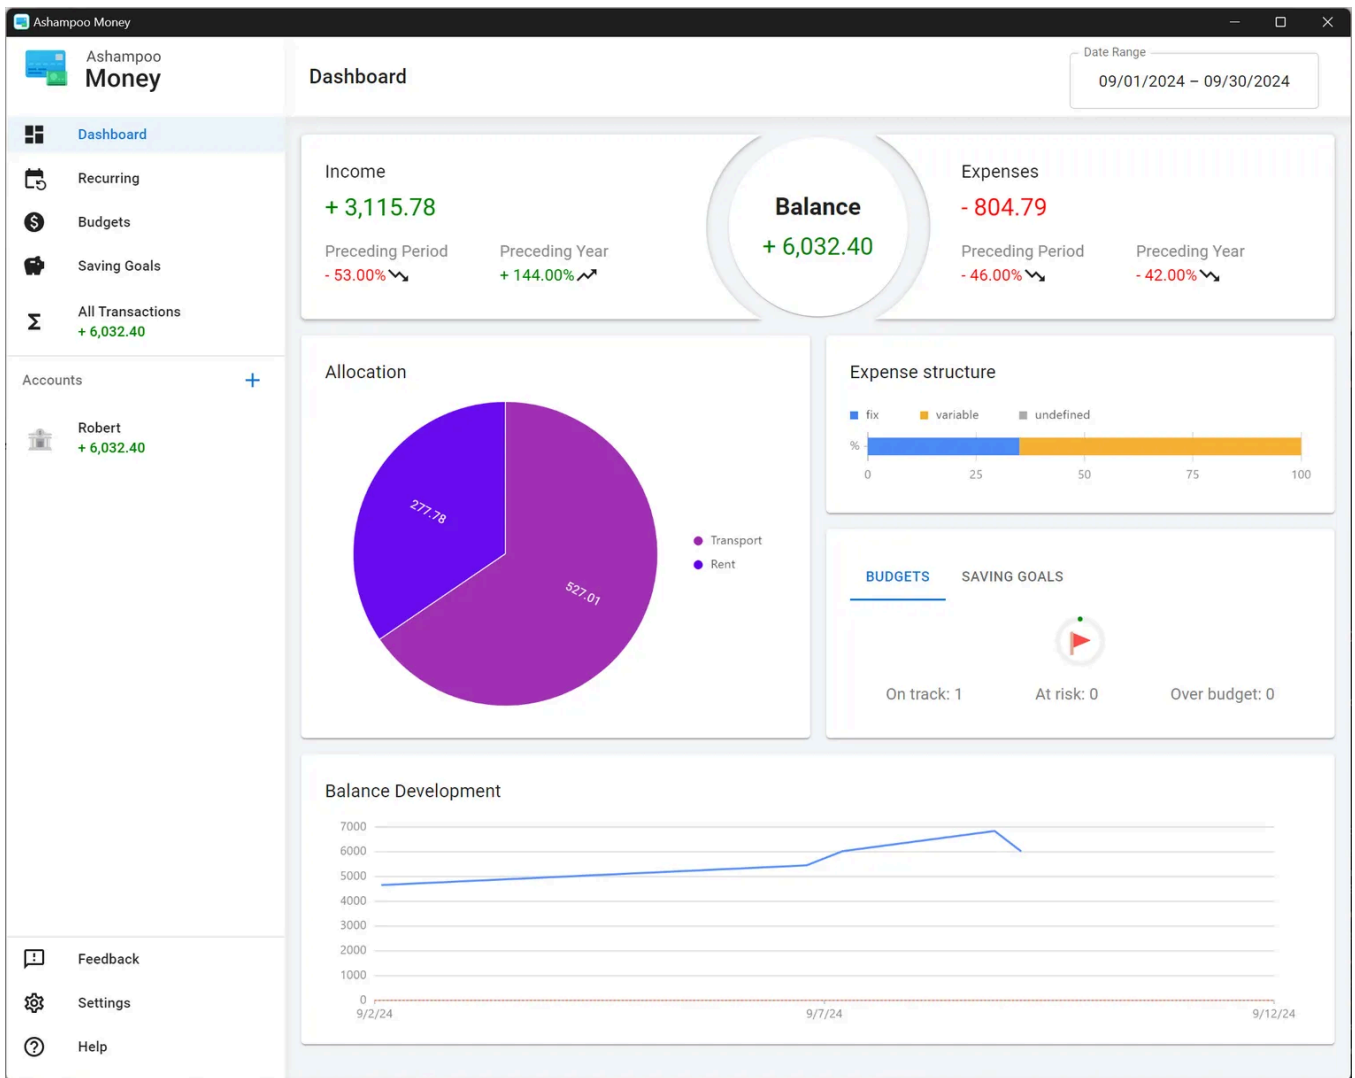 Ashampoo Money
Ashampoo
Money
Dashboard
Date Range
09/01/2024 – 09/30/2024
Dashboard
Recurring
Budgets
Saving Goals
All Transactions
+ 6,032.40
Accounts
+
Robert
+ 6,032.40
Feedback
Settings
Help
Income
+ 3,115.78
Preceding Period
- 53.00%
Preceding Year
+ 144.00%
Balance
+ 6,032.40
Expenses
- 804.79
Preceding Period
- 46.00%
Preceding Year
- 42.00%
Allocation
277.78
527.01
Transport
Rent
Expense structure
fix variable undefined
%
0 25 50 75 100
BUDGETS SAVING GOALS
On track: 1 At risk: 0 Over budget: 0
Balance Development
7000
6000
5000
4000
3000
2000
1000
0
9/2/24 9/7/24 9/12/24